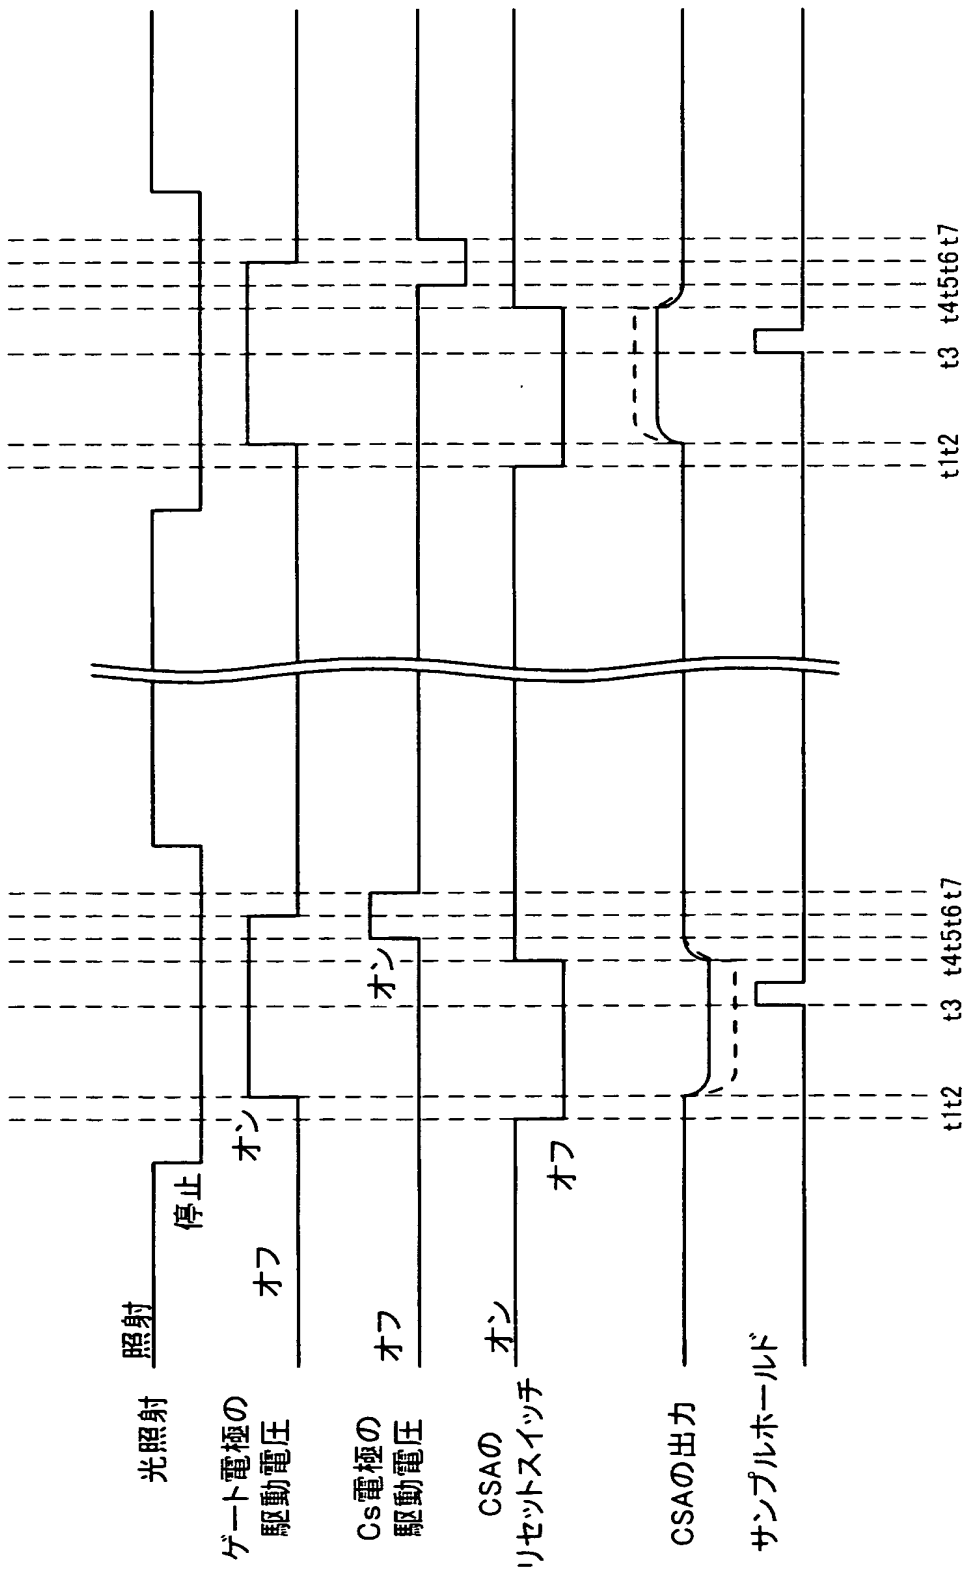 光照射
照射
停止
ゲート電極の
駆動電圧
オフ
オン
Cs電極の
駆動電圧
オフ
オン
CSAの
リセットスイッチ
オン
オフ
CSAの出力
サンプルホールド
t1t2 t3 t4t5t6t7 t1t2 t3 t4t5t6t7